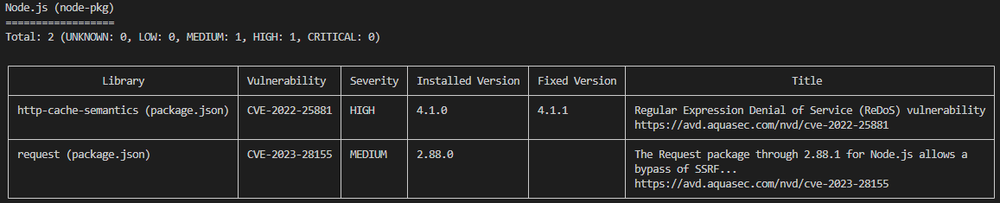 Node.js (node-pkg)
==================
Total: 2 (UNKNOWN: 0, LOW: 0, MEDIUM: 1, HIGH: 1, CRITICAL: 0)
Library Vulnerability Severity Installed Version Fixed Version Title
http-cache-semantics (package.json) CVE-2022-25881 HIGH 4.1.0 4.1.1 Regular Expression Denial of Service (ReDoS) vulnerability
https://avd.aquasec.com/nvd/cve-2022-25881
request (package.json) CVE-2023-28155 MEDIUM 2.88.0 The Request package through 2.88.1 for Node.js allows a
bypass of SSRF...
https://avd.aquasec.com/nvd/cve-2023-28155